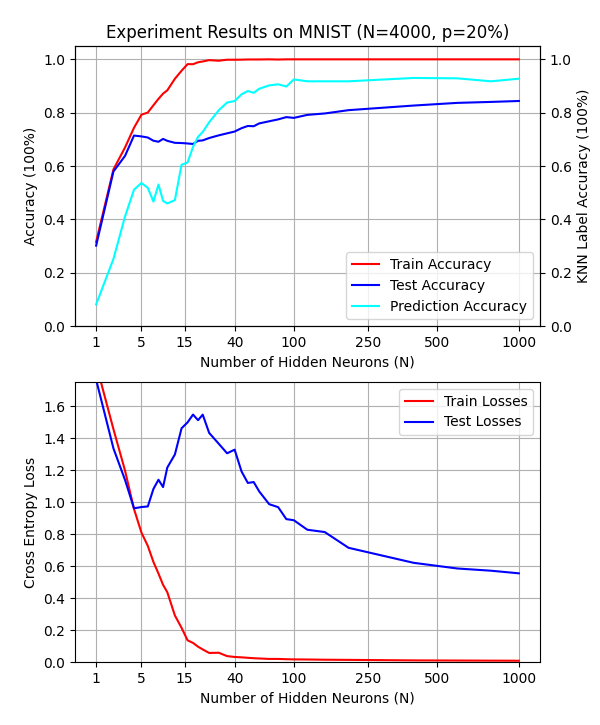 Experiment Results on MNIST (N=4000, p=20%)
1.0
0.8
0.6
0.4
0.2
0.0
Accuracy (100%)
1.0
0.8
0.6
0.4
0.2
0.0
KNN Label Accuracy (100%)
Train Accuracy
Test Accuracy
Prediction Accuracy
1 5 15 40 100 250 500 1000
Number of Hidden Neurons (N)
1.6
1.4
1.2
1.0
0.8
0.6
0.4
0.2
0.0
Cross Entropy Loss
Train Losses
Test Losses
1 5 15 40 100 250 500 1000
Number of Hidden Neurons (N)